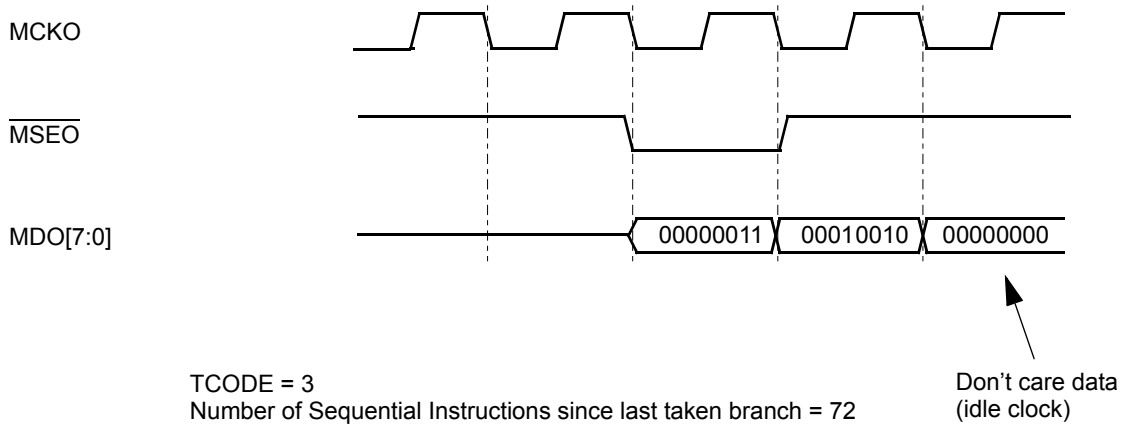 MCKO
MSEO
MDO[7:0]
00000011
00010010
00000000
TCODE = 3
Number of Sequential Instructions since last taken branch = 72
Don’t care data
(idle clock)